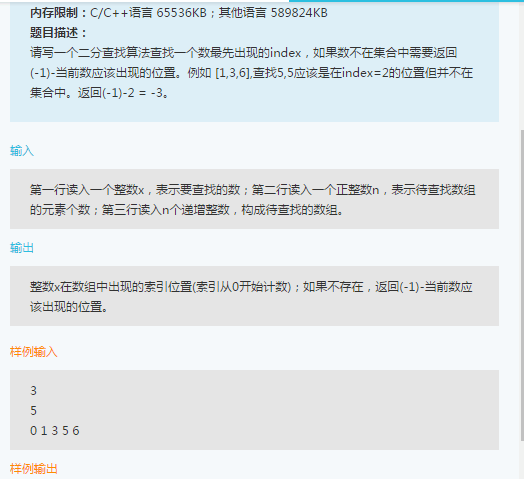 内存限制：C/C++语言 65536KB；其他语言 589824KB
题目描述：
请写一个二分查找算法查找一个数最先出现的index，如果数不在集合中需要返回
(-1)-当前数应该出现的位置。例如 [1,3,6],查找5,5应该是在index=2的位置但并不在
集合中。返回(-1)-2 = -3。
输入
第一行读入一个整数x，表示要查找的数；第二行读入一个正整数n，表示待查找数组
的元素个数；第三行读入n个递增整数，构成待查找的数组。
输出
整数x在数组中出现的索引位置(索引从0开始计数)；如果不存在，返回(-1)-当前数应
该出现的位置。
样例输入
3
5
0 1 3 5 6
样例输出